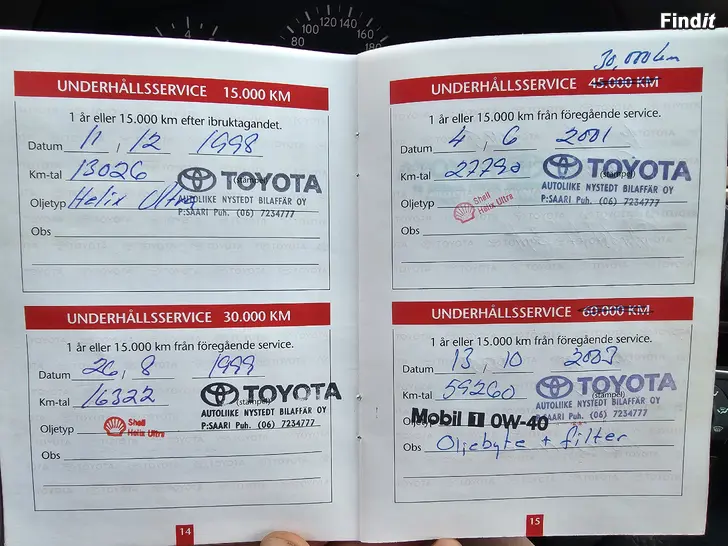 Findit
80
100
120
140
160
180
UNDERHÅLLSSERVICE 15.000 KM
1 år eller 15.000 km efter ibruktagandet.
Datum 11, 12 1998
Km-tal 13026
(stampel) TOYOTA
AUTOLIIKE NYSTEDT BILAFFÄR OY
Oljetyp Helix Ultra
P:SAARI Puh. (06) 7234777
Obs
UNDERHÅLLSSERVICE 30.000 KM
1 år eller 15.000 km från föregående service.
Datum 26, 8 1999
Km-tal 16322
(stampel) TOYOTA
AUTOLIIKE NYSTEDT BILAFFÄR OY
P:SAARI Puh. (06) 7234777
Oljetyp Shell
Helix Ultra
Obs
14
30,000 km
UNDERHÅLLSSERVICE 45.000 KM
1 år eller 15.000 km från föregående service.
Datum 4, 6 2001
Km-tal 27790
(stampel) TOYOTA
AUTOLIIKE NYSTEDT BILAFFÄR OY
P:SAARI Puh. (06) 7234777
Oljetyp Shell
Helix Ultra
Obs
UNDERHÅLLSSERVICE 60.000 KM
1 år eller 15.000 km från föregående service.
Datum 13, 10 2003
Km-tal 59260
(stampel) TOYOTA
AUTOLIIKE NYSTEDT BILAFFÄR OY
P:SAARI Puh. (06) 7234777
Oljetyp Mobil 1 0W-40
Obs Oljebyte + filter
15